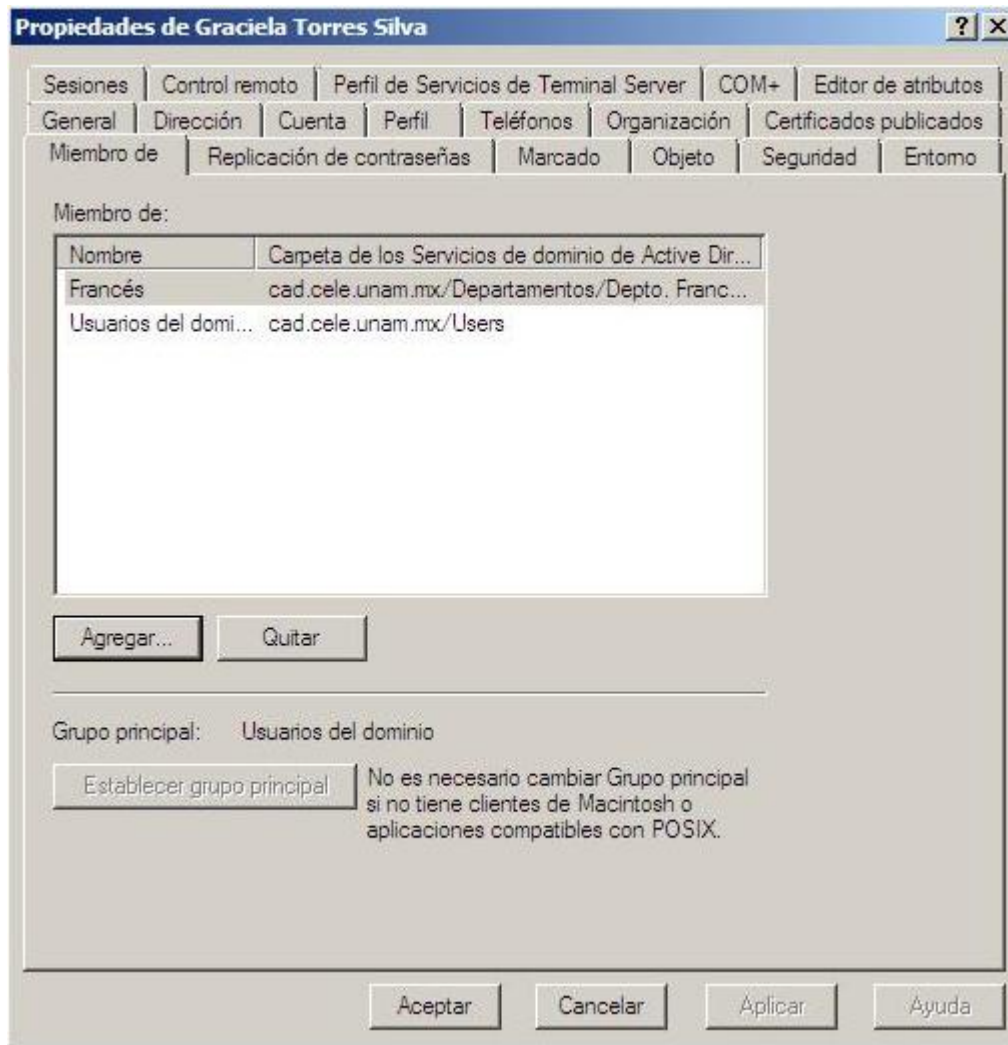 Propiedades de Graciela Torres Silva
Sesiones Control remoto Perfil de Servicios de Terminal Server COM+ Editor de atributos
General Dirección Cuenta Perfil Teléfonos Organización Certificados publicados
Miembro de Replicación de contraseñas Marcado Objeto Seguridad Entorno
Miembro de:
Nombre Carpeta de los Servicios de dominio de Active Dir...
Francés cad.cele.unam.mx/Departamentos/Depto. Franc...
Usuarios del domi... cad.cele.unam.mx/Users
Agregar... Quitar
Grupo principal: Usuarios del dominio
Establecer grupo principal
No es necesario cambiar Grupo principal
si no tiene clientes de Macintosh o
aplicaciones compatibles con POSIX.
Aceptar Cancelar Aplicar Ayuda